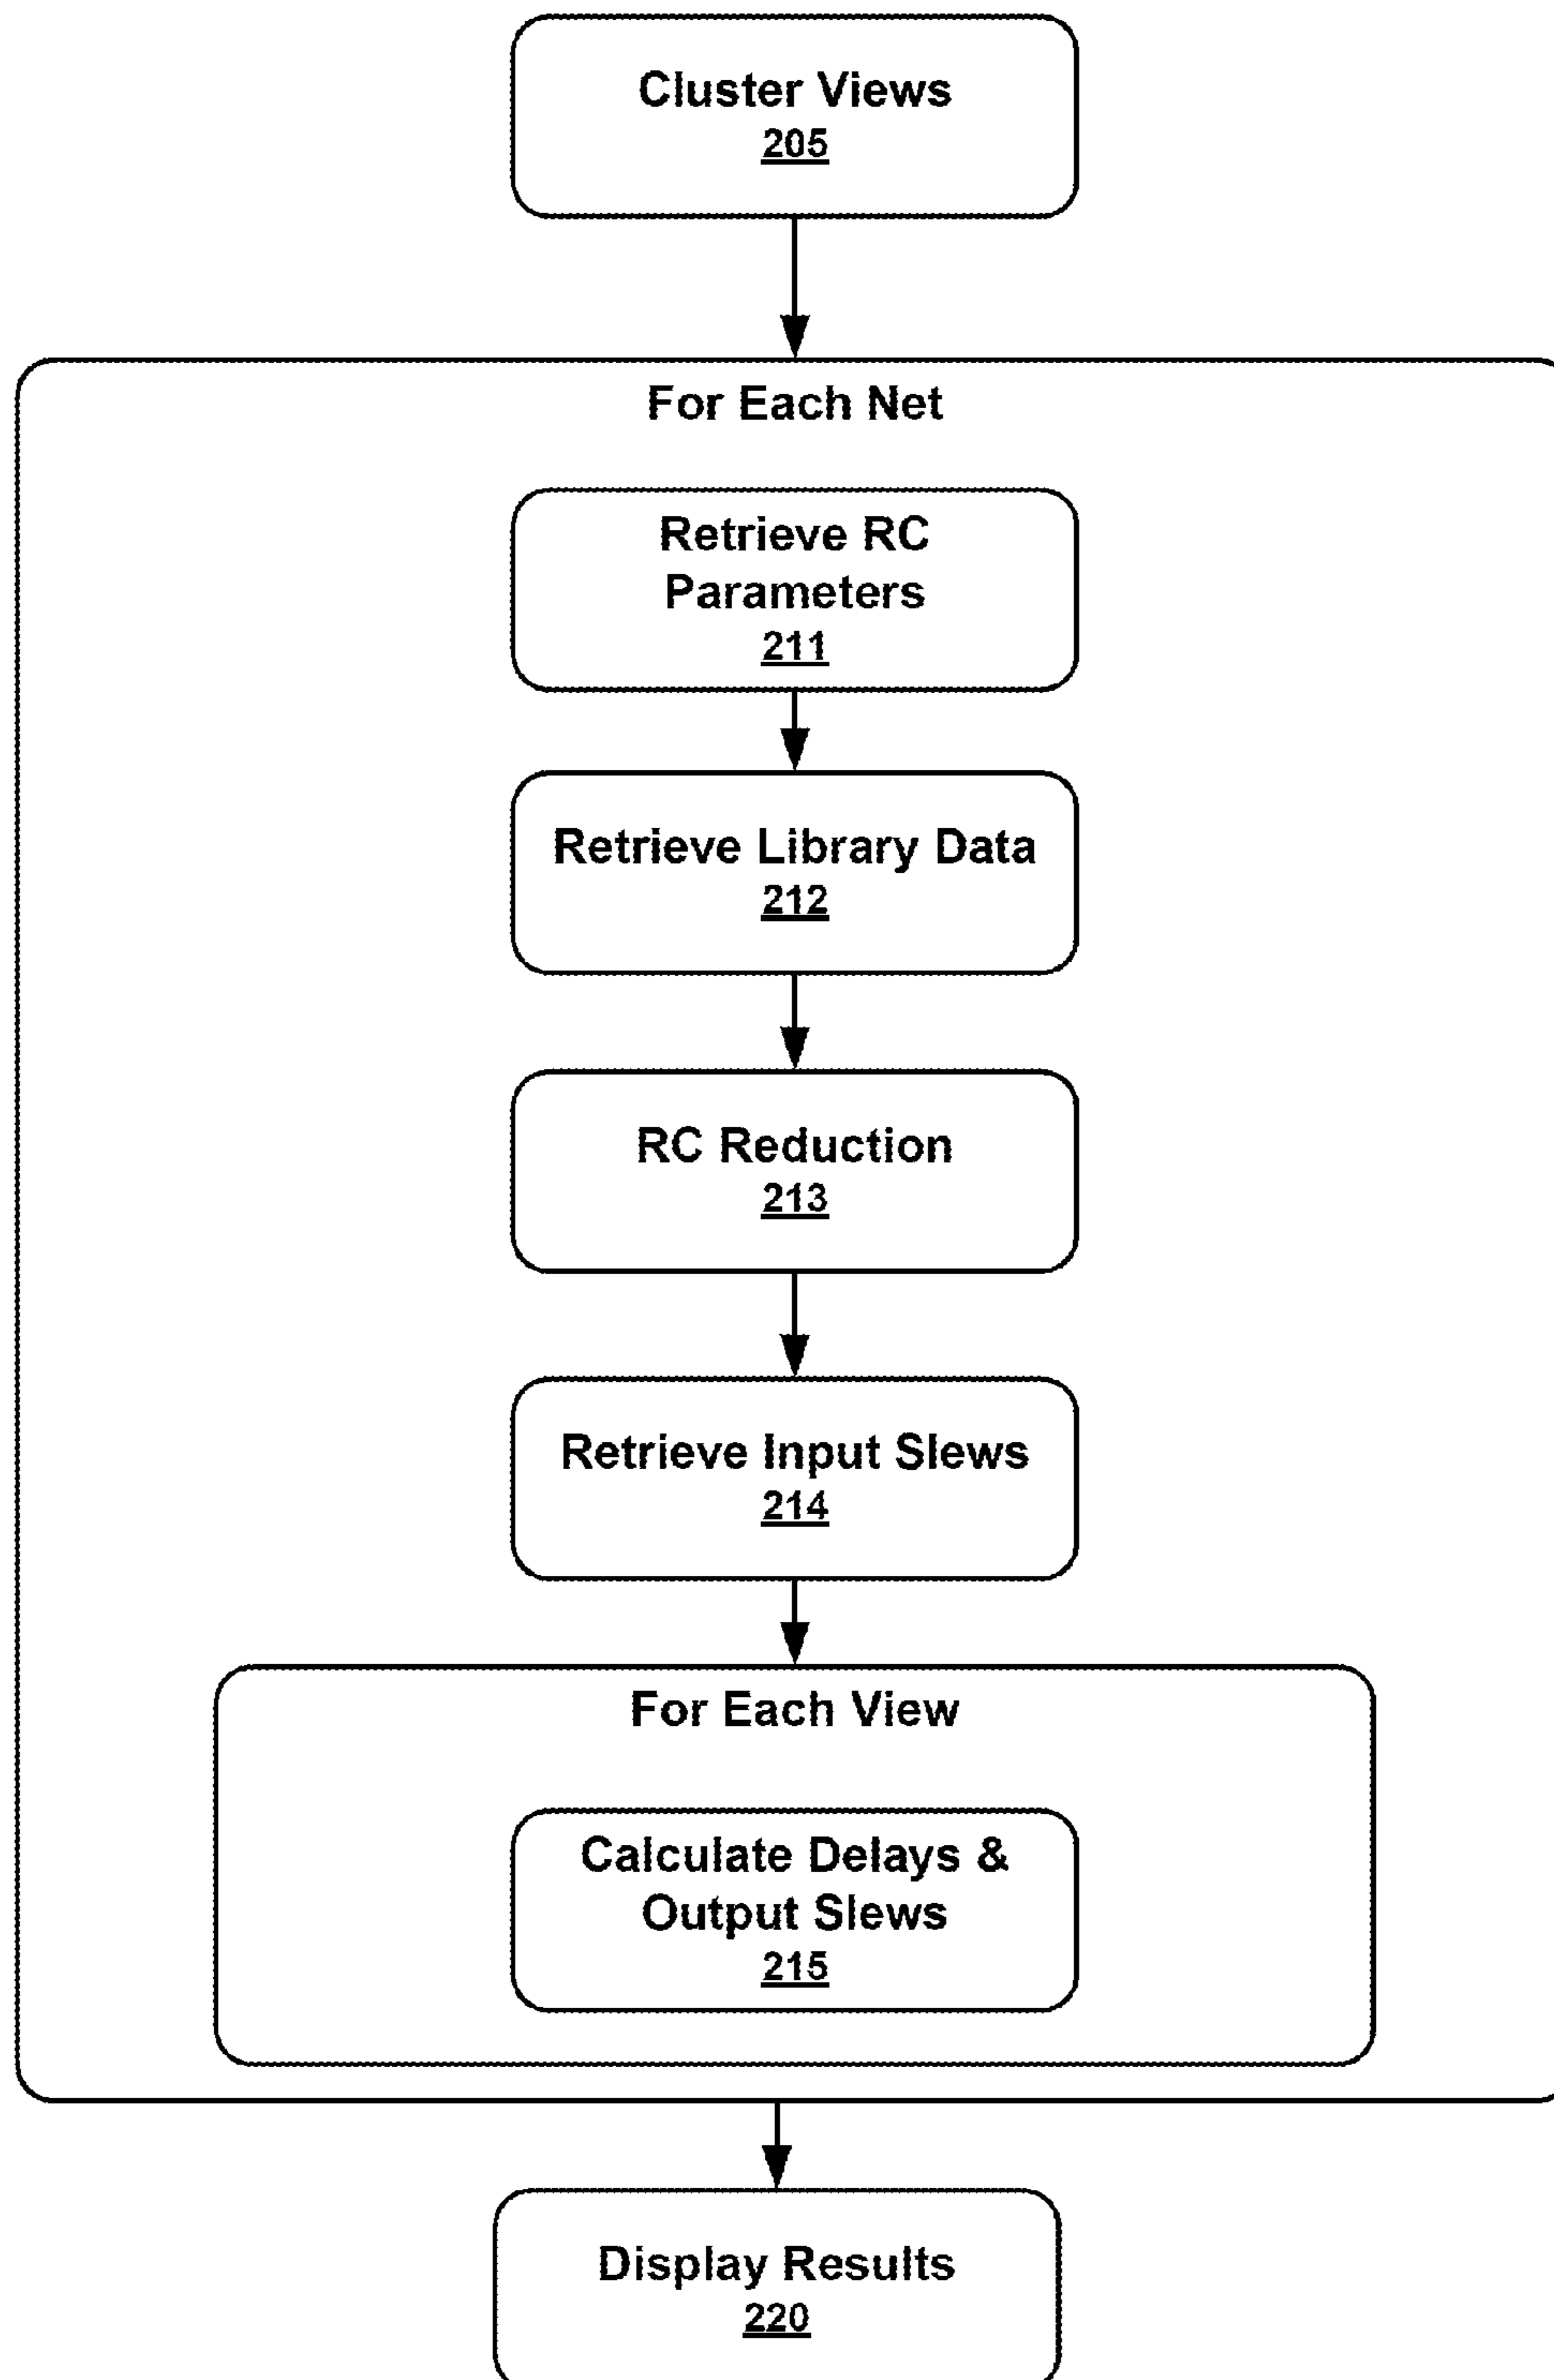 Cluster Views
205
For Each Net
Retrieve RC
Parameters
211
Retrieve Library Data
212
RC Reduction
213
Retrieve Input Slews
214
For Each View
Calculate Delays &
Output Slews
215
Display Results
220